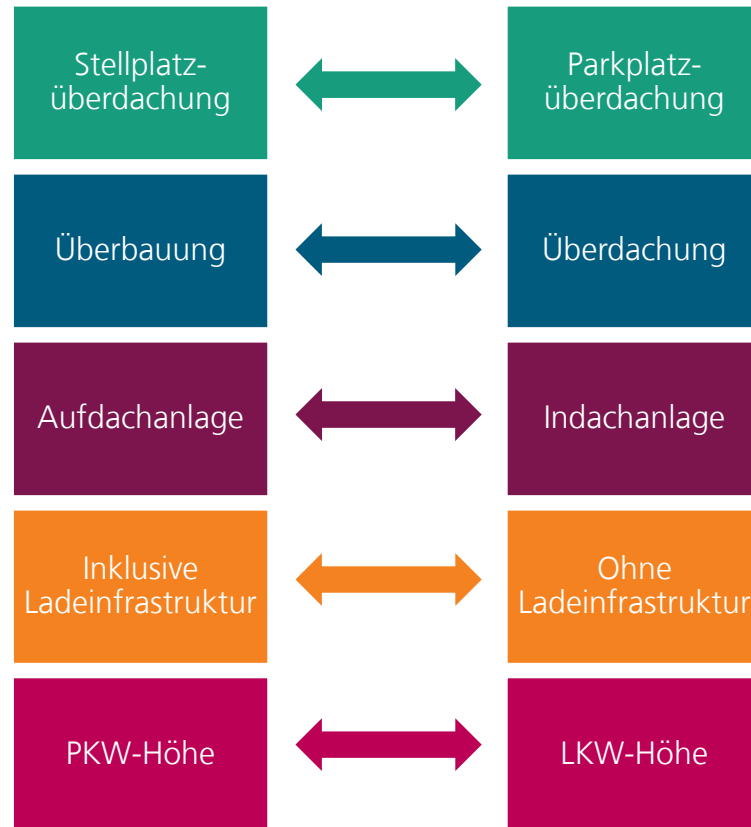 Stellplatz-
überdachung
Parkplatz-
überdachung
Überbauung
Überdachung
Aufdachanlage
Indachanlage
Inklusive
Ladeinfrastruktur
Ohne
Ladeinfrastruktur
PKW-Höhe
LKW-Höhe